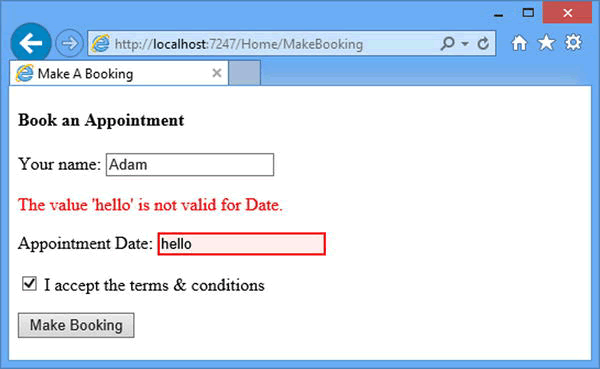 http://localhost:7247/Home/MakeBooking
Make A Booking
Book an Appointment
Your name: Adam
The value 'hello' is not valid for Date.
Appointment Date: hello
I accept the terms & conditions
Make Booking